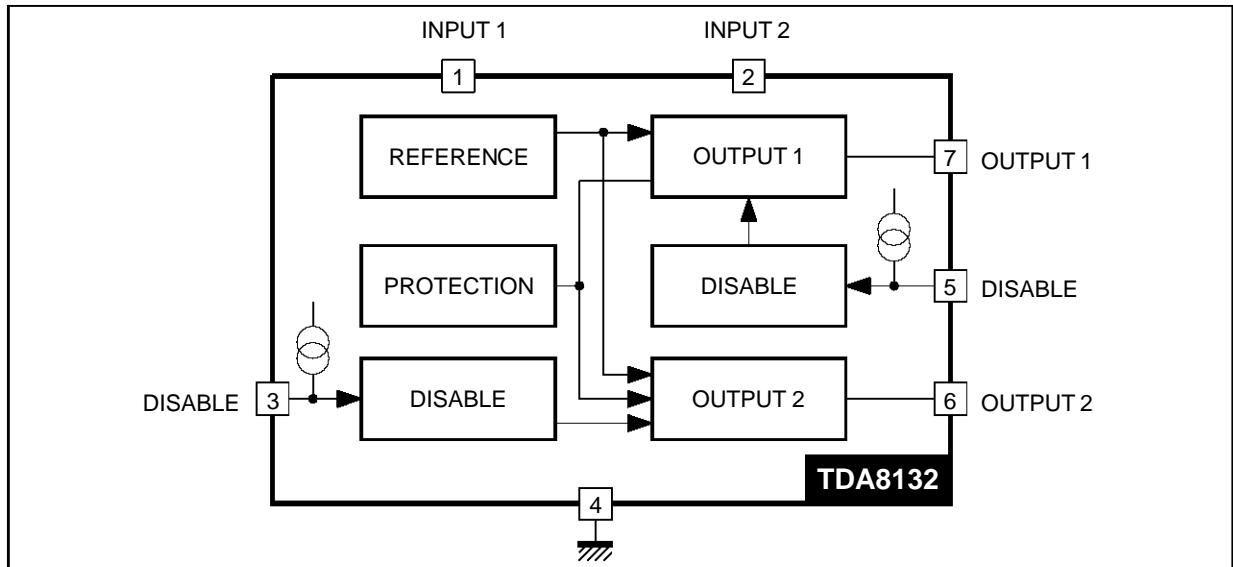 INPUT 1 INPUT 2
1 2
REFERENCE OUTPUT 1 7 OUTPUT 1
PROTECTION DISABLE 5 DISABLE
DISABLE 3 DISABLE OUTPUT 2 6 OUTPUT 2
TDA8132
4